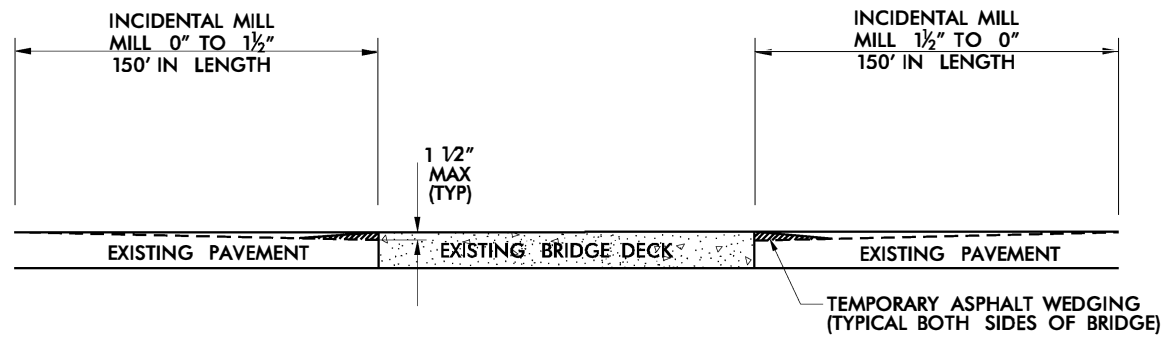 INCIDENTAL MILL
MILL 0" TO 1½"
150' IN LENGTH
INCIDENTAL MILL
MILL 1½" TO 0"
150' IN LENGTH
1 1/2"
MAX
(TYP)
EXISTING PAVEMENT
EXISTING BRIDGE DECK
EXISTING PAVEMENT
TEMPORARY ASPHALT WEDGING
(TYPICAL BOTH SIDES OF BRIDGE)